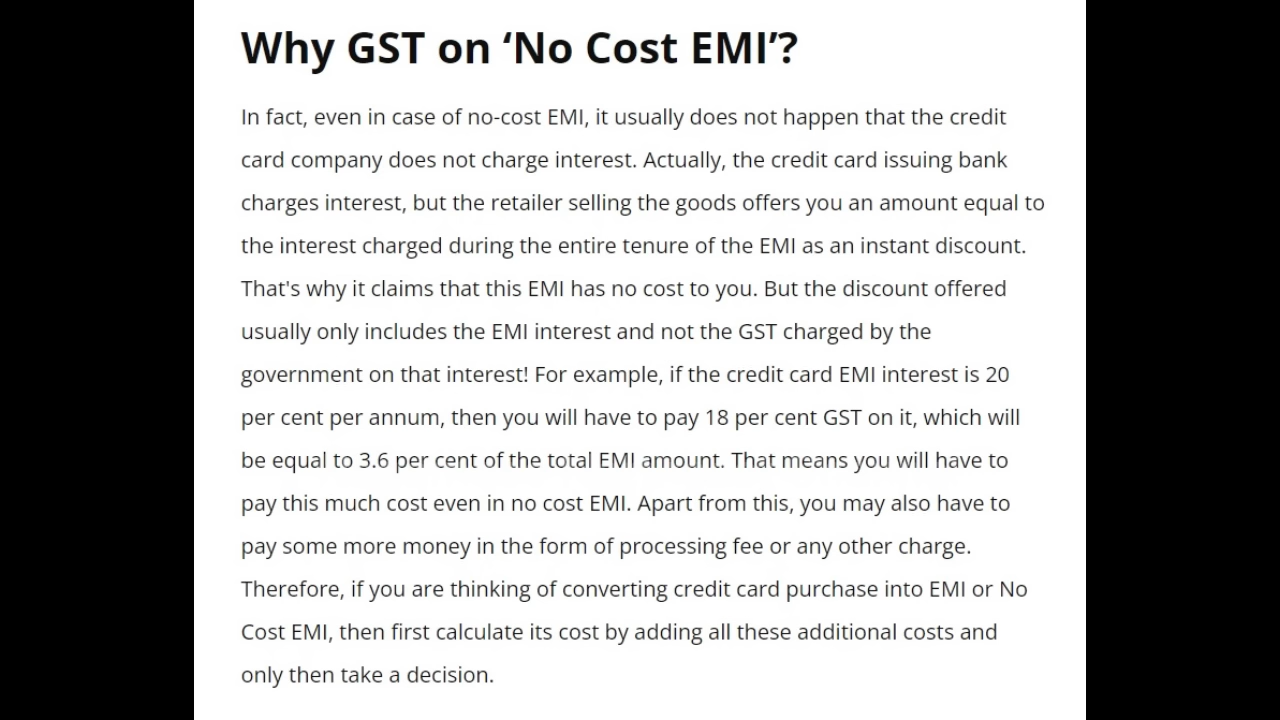 Why GST on ‘No Cost EMI’?
In fact, even in case of no-cost EMI, it usually does not happen that the credit
card company does not charge interest. Actually, the credit card issuing bank
charges interest, but the retailer selling the goods offers you an amount equal to
the interest charged during the entire tenure of the EMI as an instant discount.
That's why it claims that this EMI has no cost to you. But the discount offered
usually only includes the EMI interest and not the GST charged by the
government on that interest! For example, if the credit card EMI interest is 20
per cent per annum, then you will have to pay 18 per cent GST on it, which will
be equal to 3.6 per cent of the total EMI amount. That means you will have to
pay this much cost even in no cost EMI. Apart from this, you may also have to
pay some more money in the form of processing fee or any other charge.
Therefore, if you are thinking of converting credit card purchase into EMI or No
Cost EMI, then first calculate its cost by adding all these additional costs and
only then take a decision.